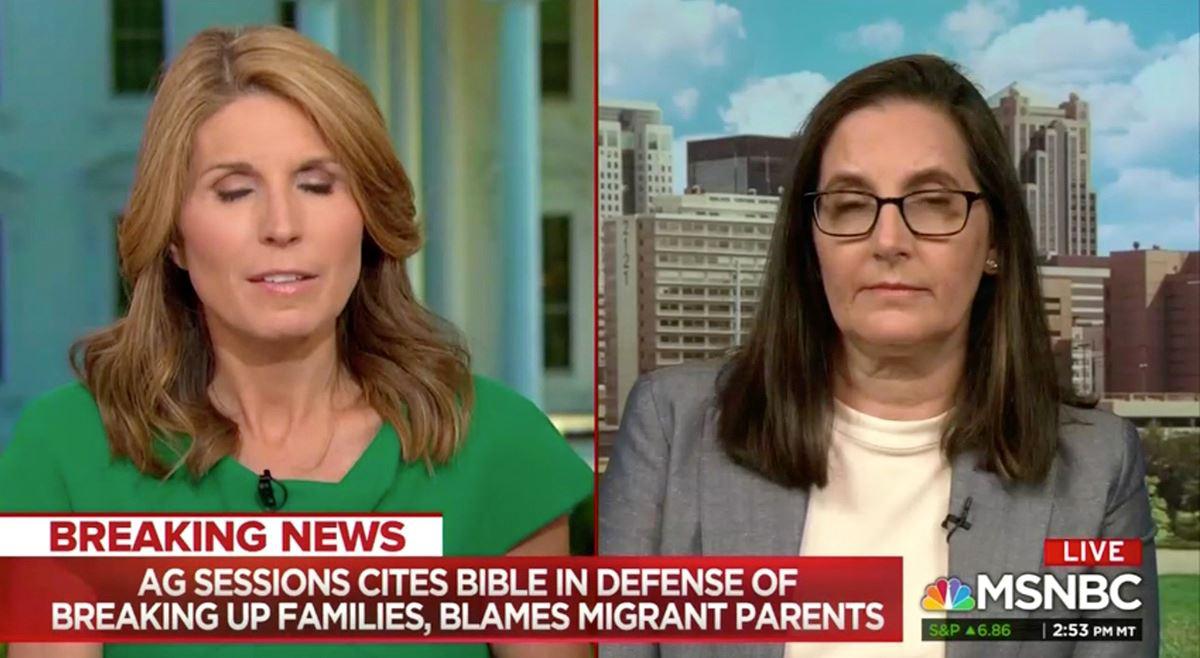 2121
BREAKING NEWS
AG SESSIONS CITES BIBLE IN DEFENSE OF
BREAKING UP FAMILIES, BLAMES MIGRANT PARENTS
LIVE
MSNBC
S&P ▲6.86 2:53 PM MT